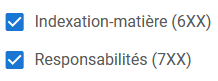 Indexation-matière (6XX)
Responsabilités (7XX)